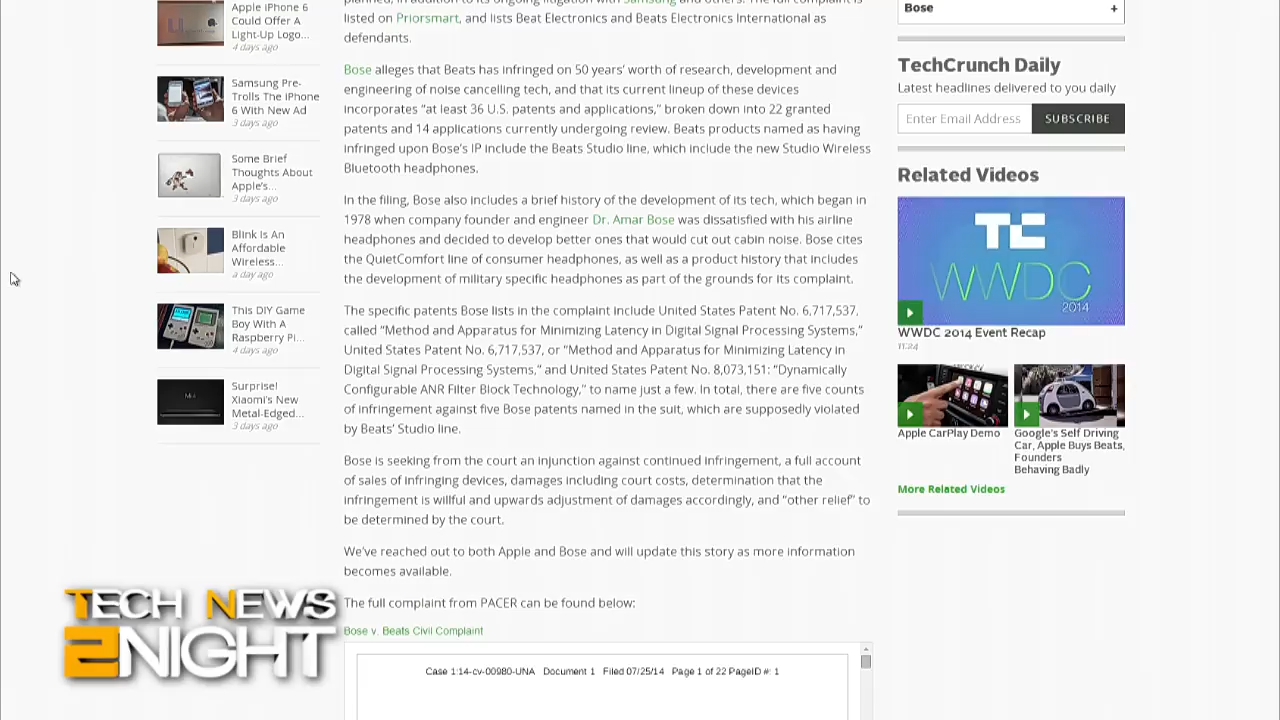 Apple iPhone 6
Could Offer A
Light-Up Logo...
4 days ago
Samsung Pre-
Trolls The iPhone
6 With New Ad
3 days ago
Some Brief
Thoughts About
Apple's...
3 days ago
Blink Is An
Affordable
Wireless...
a day ago
This DIY Game
Boy With A
Raspberry Pi...
4 days ago
Surprise!
Xiaomi's New
Metal-Edged...
3 days ago
planned, in addition to its ongoing litigation with Samsung and others. The full complaint is
listed on Priorsmart, and lists Beat Electronics and Beats Electronics International as
defendants.
Bose alleges that Beats has infringed on 50 years' worth of research, development and
engineering of noise cancelling tech, and that its current lineup of these devices
incorporates “at least 36 U.S. patents and applications,” broken down into 22 granted
patents and 14 applications currently undergoing review. Beats products named as having
infringed upon Bose's IP include the Beats Studio line, which include the new Studio Wireless
Bluetooth headphones.
In the filing, Bose also includes a brief history of the development of its tech, which began in
1978 when company founder and engineer Dr. Amar Bose was dissatisfied with his airline
headphones and decided to develop better ones that would cut out cabin noise. Bose cites
the QuietComfort line of consumer headphones, as well as a product history that includes
the development of military specific headphones as part of the grounds for its complaint.
The specific patents Bose lists in the complaint include United States Patent No. 6,717,537,
called “Method and Apparatus for Minimizing Latency in Digital Signal Processing Systems,”
United States Patent No. 6,717,537, or “Method and Apparatus for Minimizing Latency in
Digital Signal Processing Systems,” and United States Patent No. 8,073,151: “Dynamically
Configurable ANR Filter Block Technology,” to name just a few. In total, there are five counts
of infringement against five Bose patents named in the suit, which are supposedly violated
by Beats' Studio line.
Bose is seeking from the court an injunction against continued infringement, a full account
of sales of infringing devices, damages including court costs, determination that the
infringement is willful and upwards adjustment of damages accordingly, and “other relief” to
be determined by the court.
We've reached out to both Apple and Bose and will update this story as more information
becomes available.
The full complaint from PACER can be found below:
Bose v. Beats Civil Complaint
Case 1:14-cv-00980-UNA Document 1 Filed 07/25/14 Page 1 of 22 PageID #: 1
Bose +
TechCrunch Daily
Latest headlines delivered to you daily
Enter Email Address SUBSCRIBE
Related Videos
TC
WWDC
2014
WWDC 2014 Event Recap
11:24
Apple CarPlay Demo
Google's Self Driving
Car, Apple Buys Beats,
Founders
Behaving Badly
More Related Videos
TECH NEWS
2NIGHT